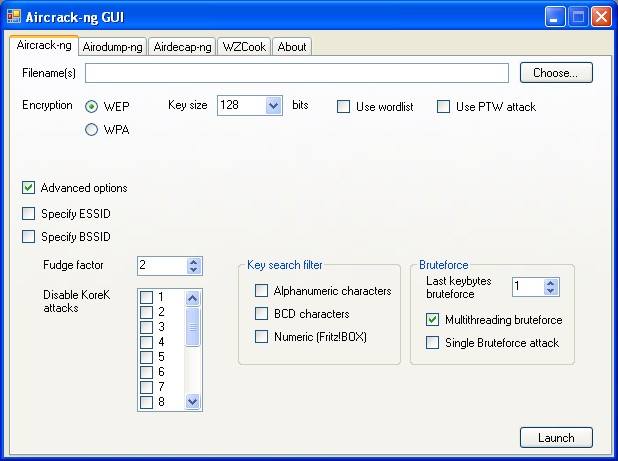 Aircrack-ng GUI
Aircrack-ng Airodump-ng Airdecap-ng WZCook About
Filename(s) Choose...
Encryption WEP Key size 128 bits Use wordlist Use PTW attack
WPA
Advanced options
Specify ESSID
Specify BSSID
Fudge factor 2
Disable KoreK attacks
1
2
3
4
5
6
7
8
Key search filter
Alphanumeric characters
BCD characters
Numeric (Fritz!BOX)
Bruteforce
Last keybytes
bruteforce 1
Multithreading bruteforce
Single Bruteforce attack
Launch